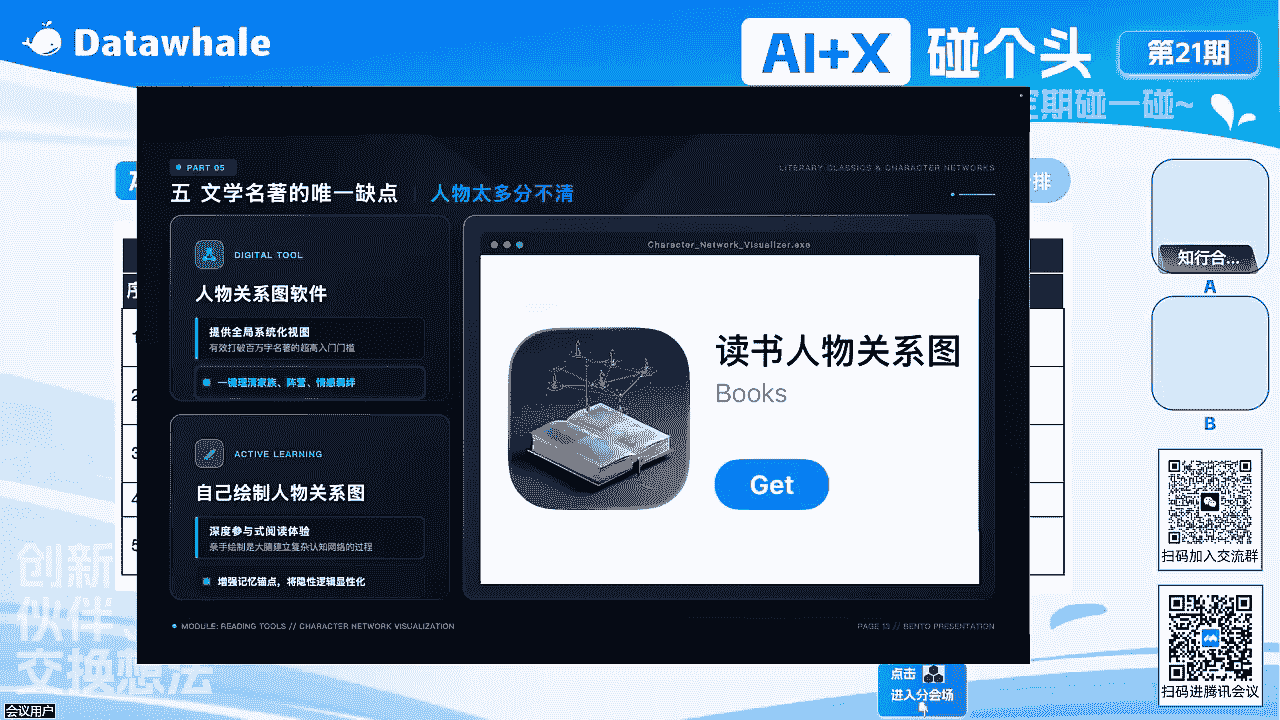 Datawhale
AI+X 碰个头
第21期
期碰一碰~
PART 05
LITERARY CLASSICS & CHARACTER NETWORKS
五 文学名著的唯一缺点
人物太多分不清
排
DIGITAL TOOL
人物关系图软件
提供全局系统化视图
有效打破百万字名著的超高入门门槛
一键理清家族、阵营、情感羁绊
Character_Network_Visualizer.exe
读书人物关系图
Books
Get
ACTIVE LEARNING
自己绘制人物关系图
深度参与式阅读体验
亲手绘制是大脑建立复杂认知网络的过程
增强记忆锚点，将隐性逻辑显性化
MODULE: READING TOOLS // CHARACTER NETWORK VISUALIZATION
PAGE 13 // BENTO PRESENTATION
知行合...
A
B
扫码加入交流群
扫码进腾讯会议
创新
伙伴
交换想法
点击
进入分会场
会议用户